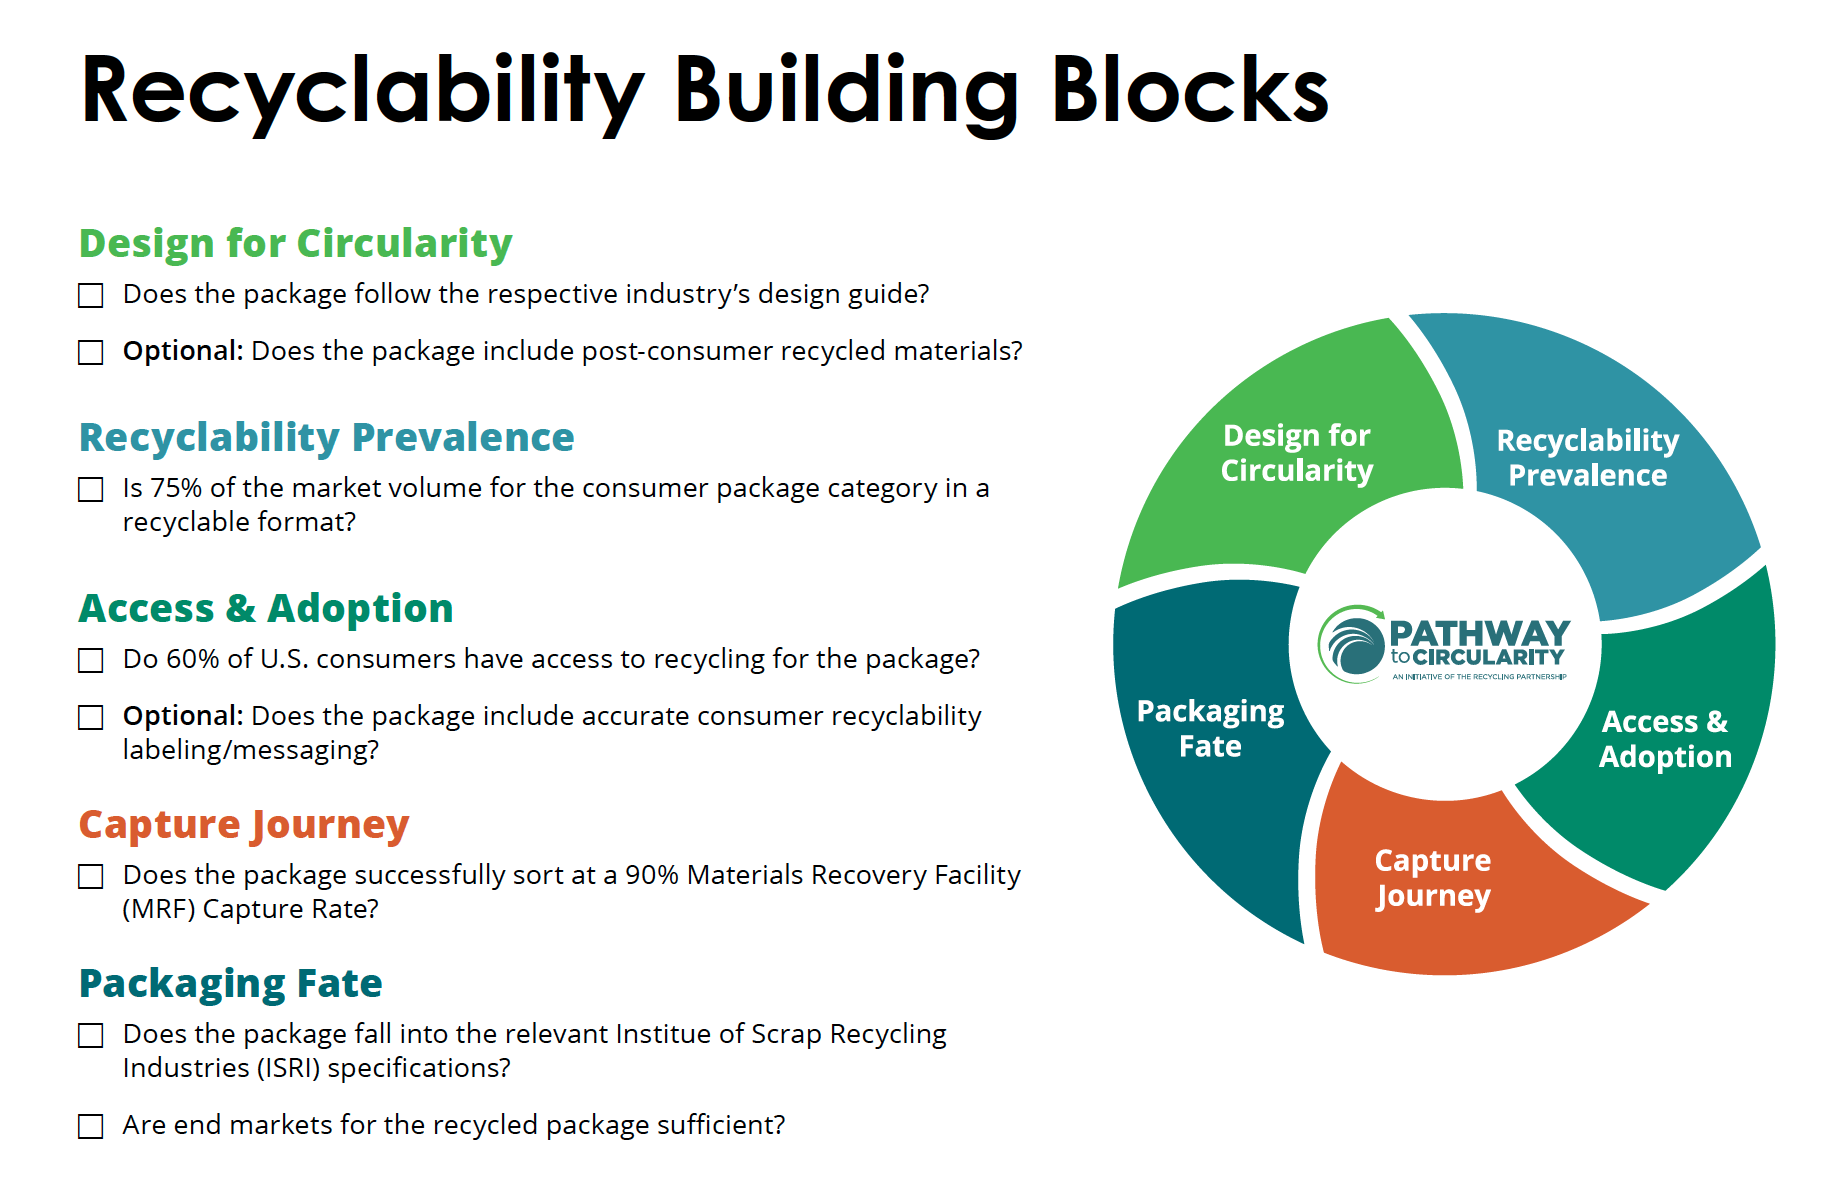 Recyclability Building Blocks
Design for Circularity
Does the package follow the respective industry’s design guide?
Optional: Does the package include post-consumer recycled materials?
Recyclability Prevalence
Is 75% of the market volume for the consumer package category in a
recyclable format?
Access & Adoption
Do 60% of U.S. consumers have access to recycling for the package?
Optional: Does the package include accurate consumer recyclability
labeling/messaging?
Capture Journey
Does the package successfully sort at a 90% Materials Recovery Facility
(MRF) Capture Rate?
Packaging Fate
Does the package fall into the relevant Institue of Scrap Recycling
Industries (ISRI) specifications?
Are end markets for the recycled package sufficient?
Design for
Circularity
Recyclability
Prevalence
Access &
Adoption
Capture
Journey
Packaging
Fate
PATHWAY
to CIRCULARITY
AN INITIATIVE OF THE RECYCLING PARTNERSHIP